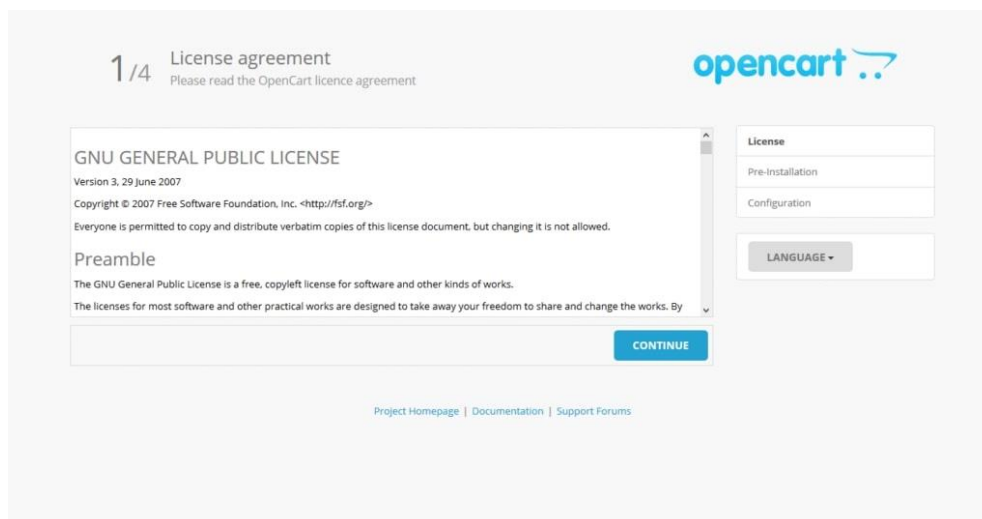 1/4
License agreement
Please read the OpenCart licence agreement
opencart
GNU GENERAL PUBLIC LICENSE
Version 3, 29 June 2007
Copyright © 2007 Free Software Foundation, Inc. <http://fsf.org/>
Everyone is permitted to copy and distribute verbatim copies of this license document, but changing it is not allowed.
Preamble
The GNU General Public License is a free, copyleft license for software and other kinds of works.
The licenses for most software and other practical works are designed to take away your freedom to share and change the works. By
CONTINUE
License
Pre-Installation
Configuration
LANGUAGE
Project Homepage | Documentation | Support Forums